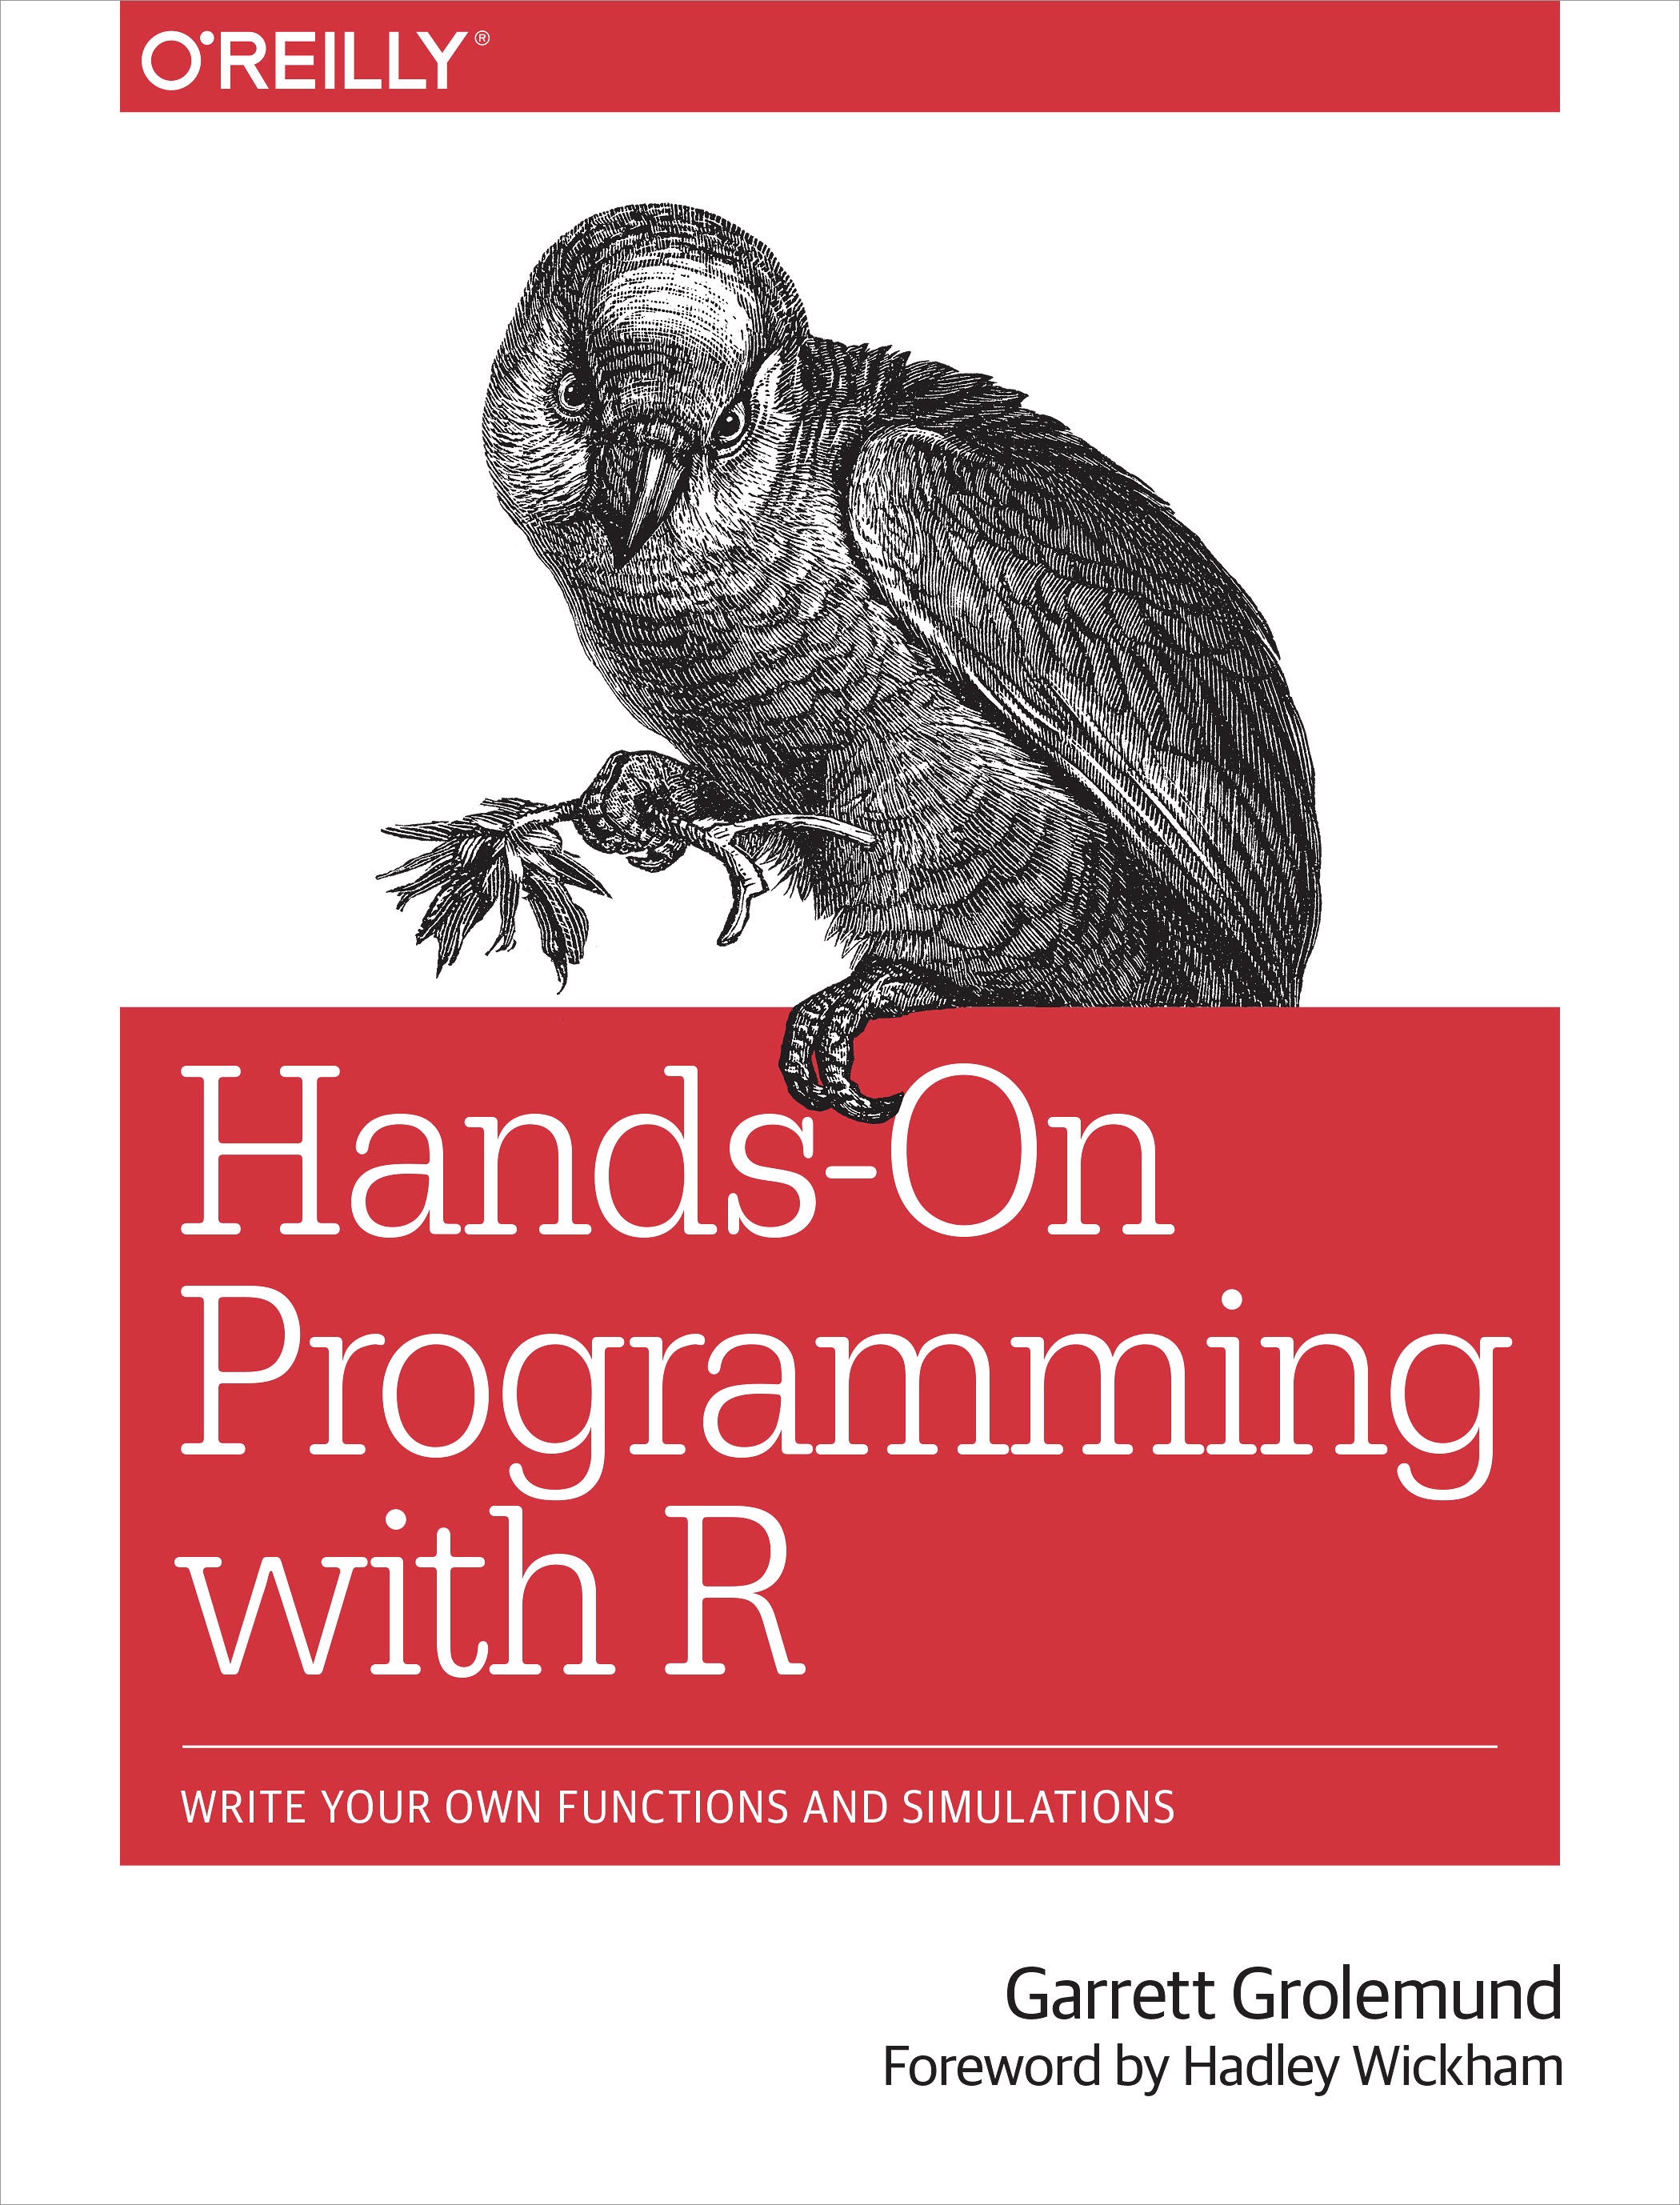 O'REILLY®
Hands-On
Programming
with R
WRITE YOUR OWN FUNCTIONS AND SIMULATIONS
Garrett Grolemund
Foreword by Hadley Wickham